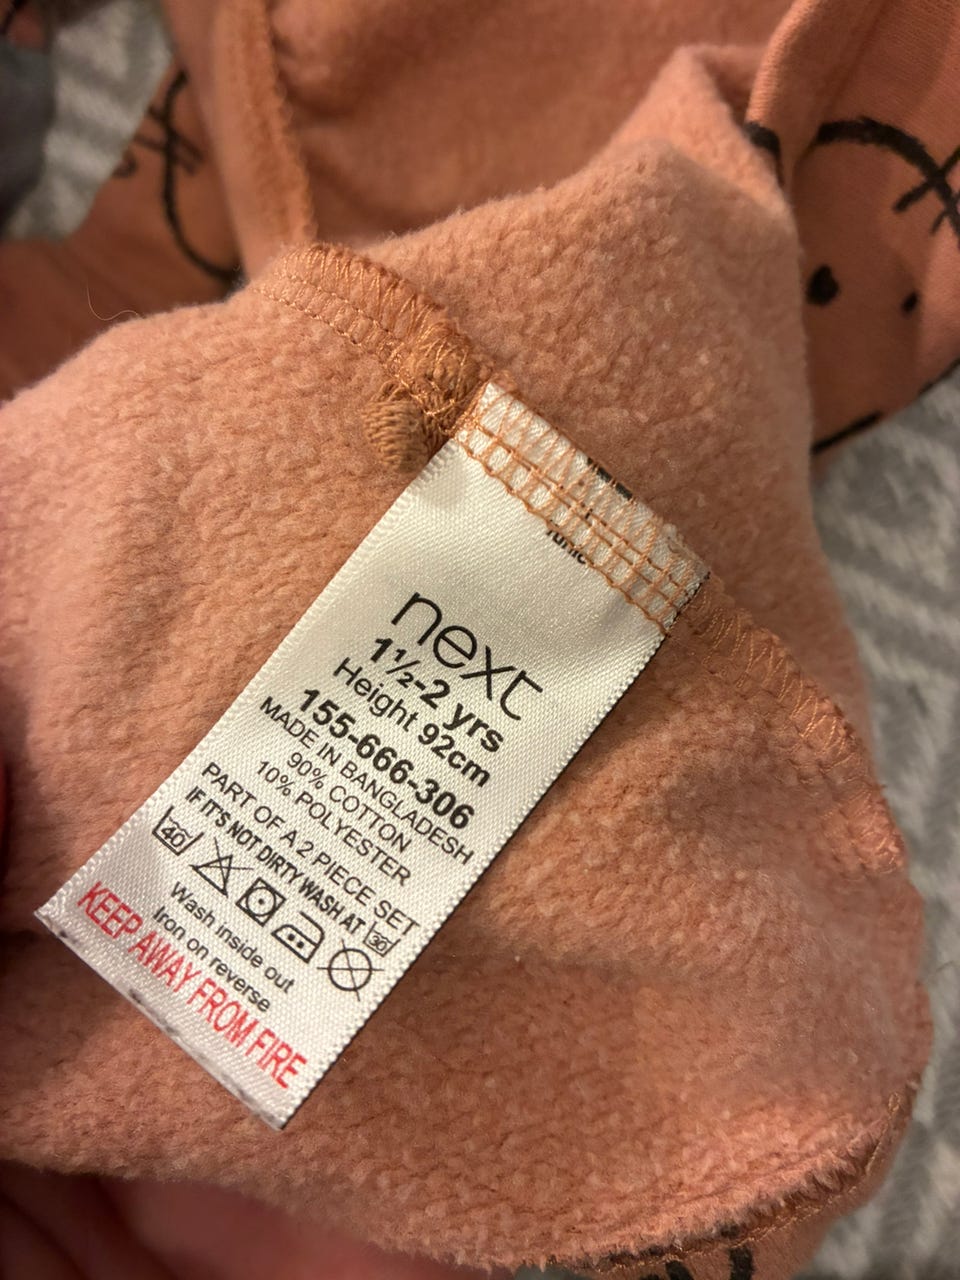 next
1½-2 yrs
Height 92cm
155-666-306
MADE IN BANGLADESH
90% COTTON
10% POLYESTER
PART OF A 2 PIECE SET
IF IT'S NOT DIRTY WASH AT 30
40
Wash inside out
Iron on reverse
KEEP AWAY FROM FIRE